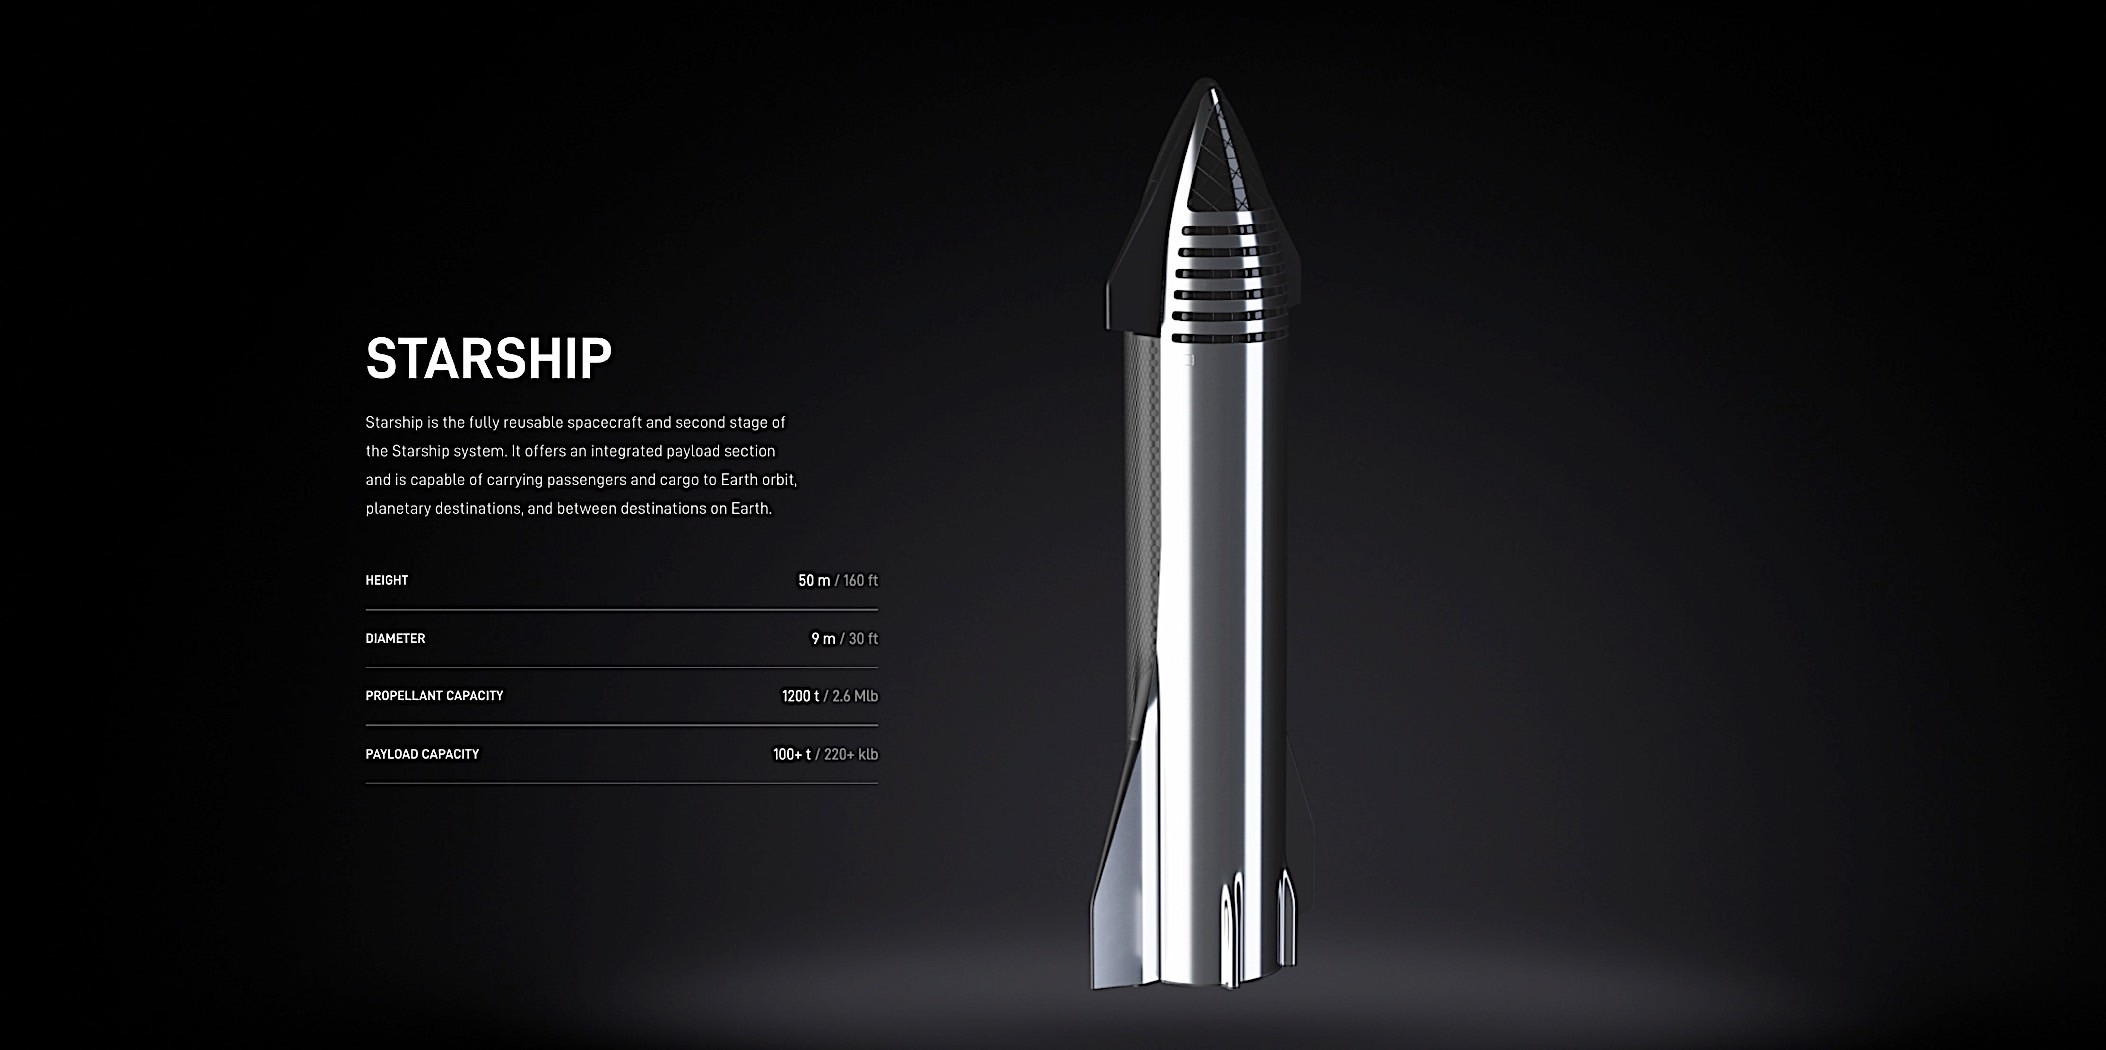 STARSHIP
Starship is the fully reusable spacecraft and second stage of
the Starship system. It offers an integrated payload section
and is capable of carrying passengers and cargo to Earth orbit,
planetary destinations, and between destinations on Earth.
HEIGHT 50 m / 160 ft
DIAMETER 9 m / 30 ft
PROPELLANT CAPACITY 1200 t / 2.6 Mlb
PAYLOAD CAPACITY 100+ t / 220+ klb